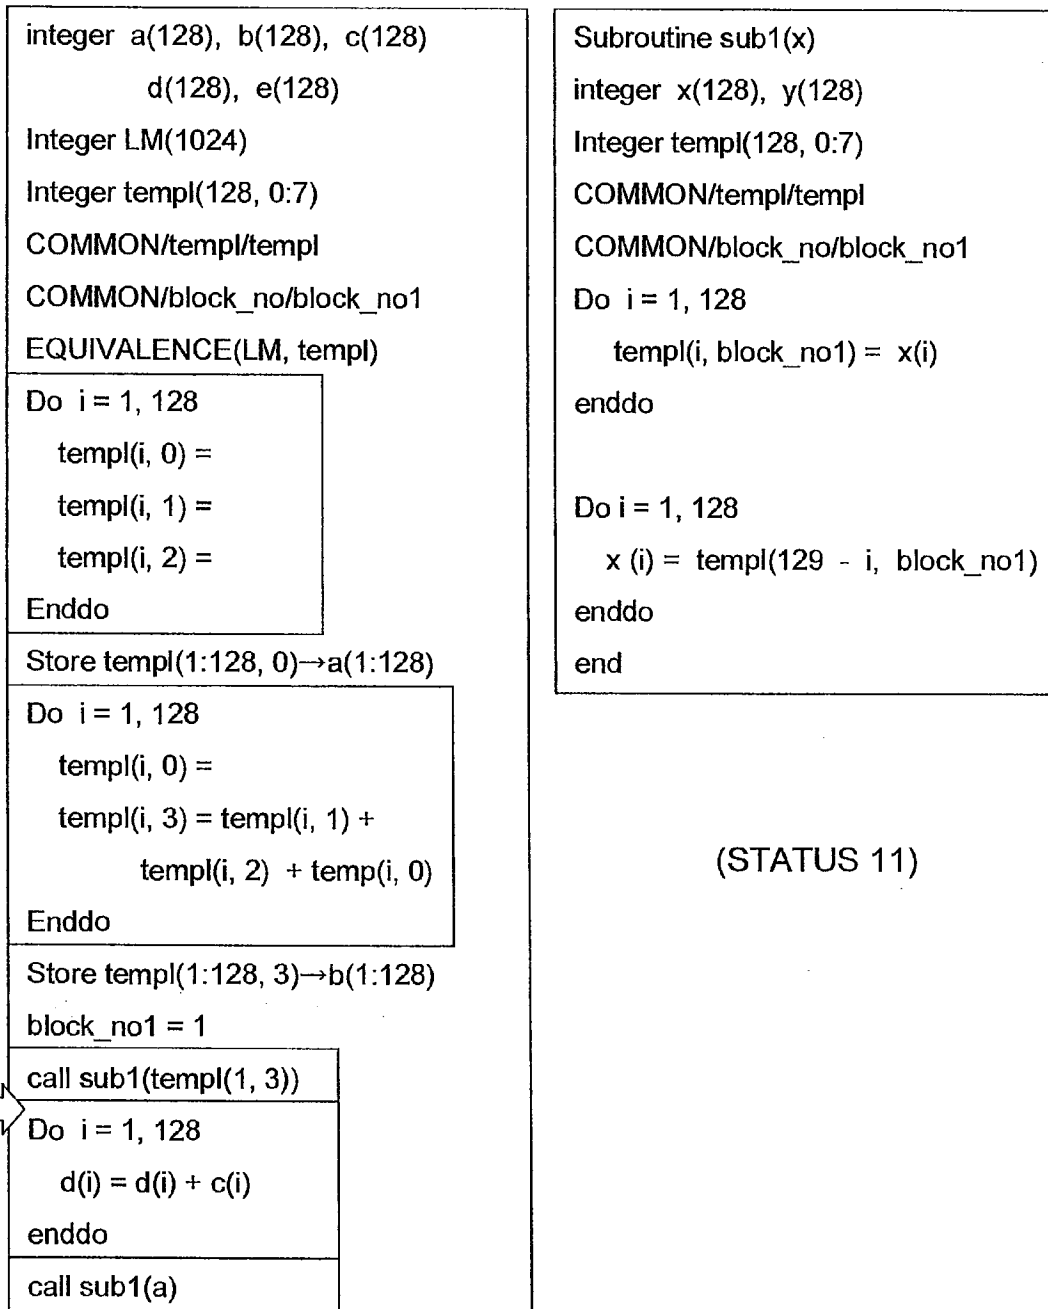 integer a(128), b(128), c(128)
d(128), e(128)
Integer LM(1024)
Integer templ(128, 0:7)
COMMON/templ/templ
COMMON/block_no/block_no1
EQUIVALENCE(LM, templ)
Do i = 1, 128
templ(i, 0) =
templ(i, 1) =
templ(i, 2) =
Enddo
Store templ(1:128, 0)→a(1:128)
Do i = 1, 128
templ(i, 0) =
templ(i, 3) = templ(i, 1) +
templ(i, 2) + temp(i, 0)
Enddo
Store templ(1:128, 3)→b(1:128)
block_no1 = 1
call sub1(templ(1, 3))
Do i = 1, 128
d(i) = d(i) + c(i)
enddo
call sub1(a)
Subroutine sub1(x)
integer x(128), y(128)
Integer templ(128, 0:7)
COMMON/templ/templ
COMMON/block_no/block_no1
Do i = 1, 128
templ(i, block_no1) = x(i)
enddo
Do i = 1, 128
x (i) = templ(129 - i, block_no1)
enddo
end
(STATUS 11)